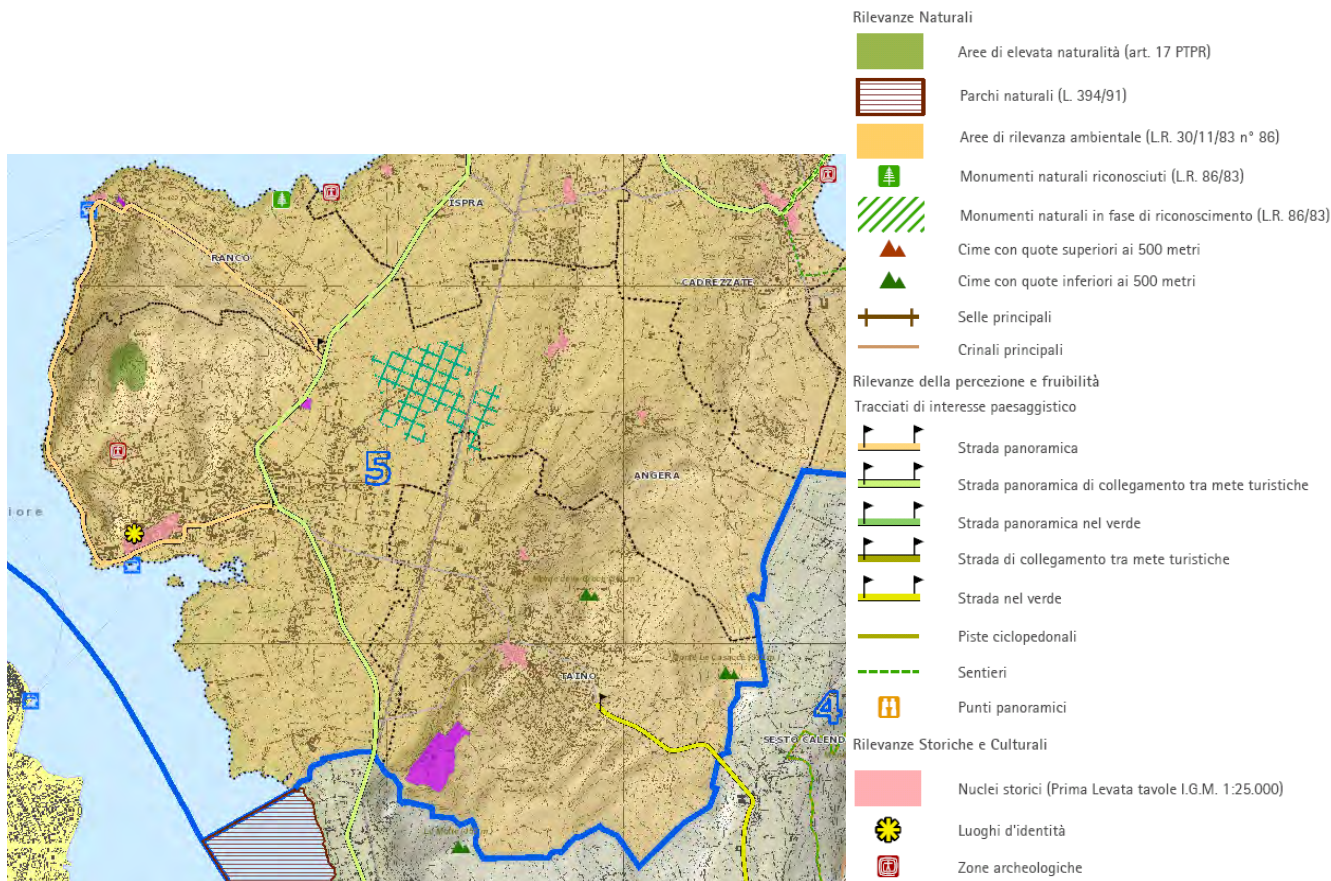 Rilevanze Naturali
Aree di elevata naturalità (art. 17 PTPR)
Parchi naturali (L. 394/91)
Aree di rilevanza ambientale (L.R. 30/11/83 n° 86)
Monumenti naturali riconosciuti (L.R. 86/83)
Monumenti naturali in fase di riconoscimento (L.R. 86/83)
Cime con quote superiori ai 500 metri
Cime con quote inferiori ai 500 metri
Selle principali
Crinali principali
Rilevanze della percezione e fruibilità
Tracciati di interesse paesaggistico
Strada panoramica
Strada panoramica di collegamento tra mete turistiche
Strada panoramica nel verde
Strada di collegamento tra mete turistiche
Strada nel verde
Piste ciclopedonali
Sentieri
Punti panoramici
Rilevanze Storiche e Culturali
Nuclei storici (Prima Levata tavole I.G.M. 1:25.000)
Luoghi d'identità
Zone archeologiche
ISPRA
RANCO
CADREZZATE
5
ANGERA
iore
TAINO
4
SESTO CALEND